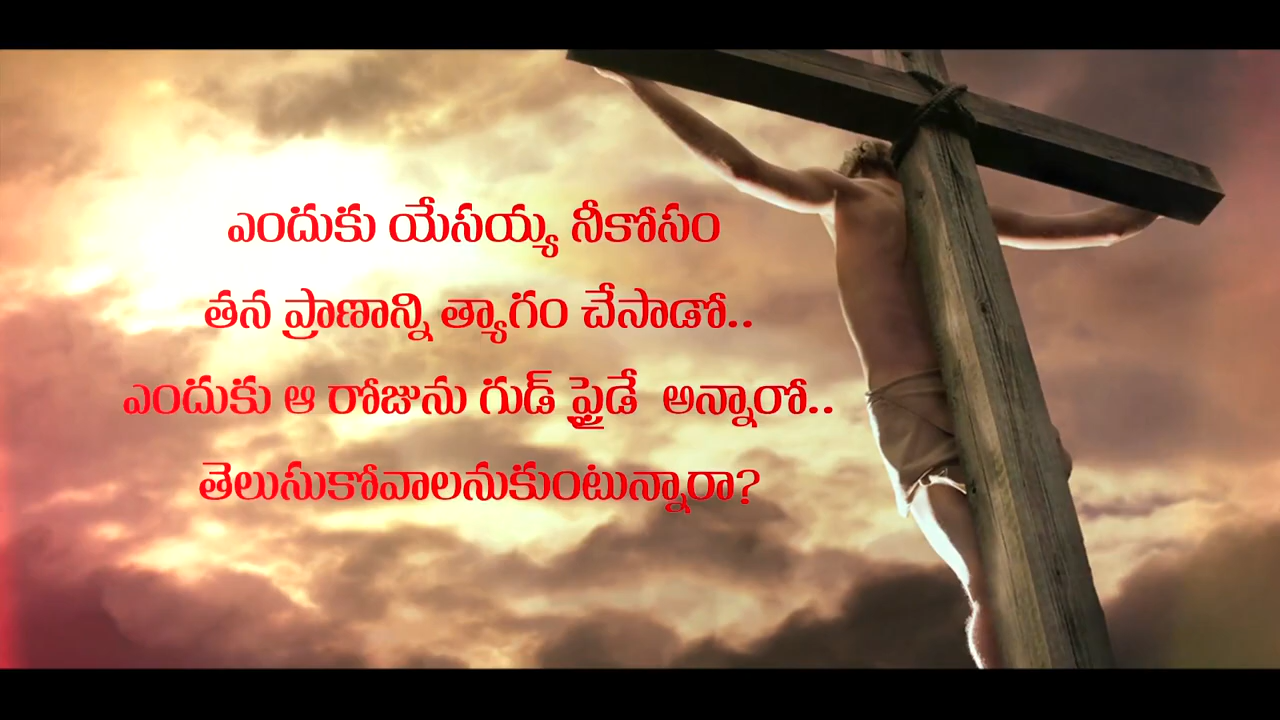 ఎందుకు యేసయ్య నీకోసం
తన ప్రాణాన్ని త్యాగం చేసాడో..
ఎందుకు ఆ రోజును గుడ్ ఫ్రైడే అన్నారో..
తెలుసుకోవాలనుకుంటున్నారా?